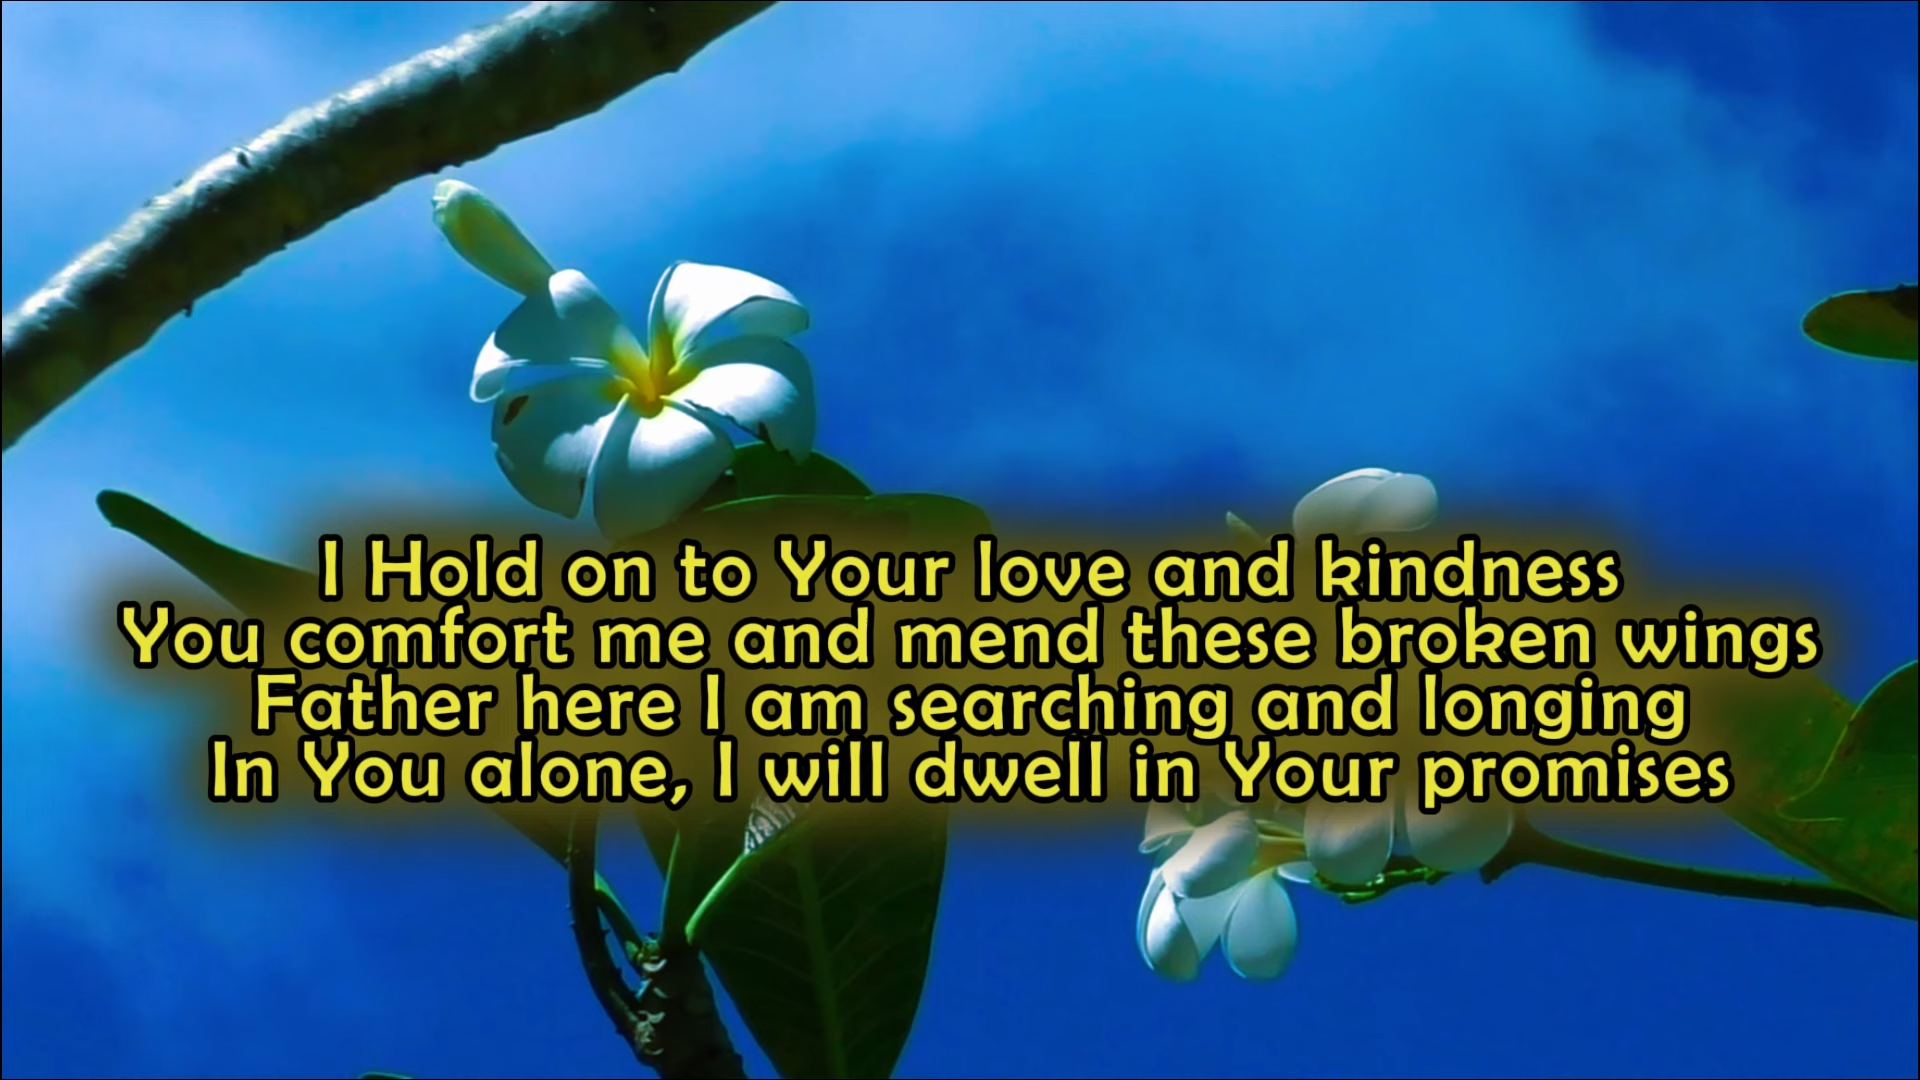 I Hold on to Your love and kindness
You comfort me and mend these broken wings
Father here I am searching and longing
In You alone, I will dwell in Your promises